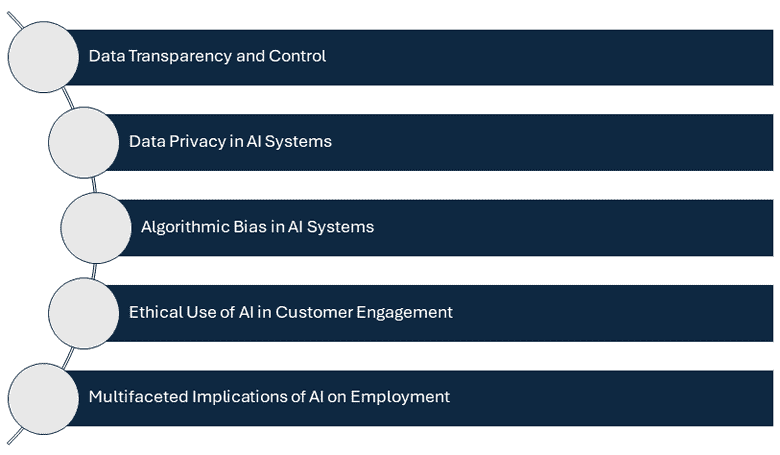 Data Transparency and Control
Data Privacy in AI Systems
Algorithmic Bias in AI Systems
Ethical Use of AI in Customer Engagement
Multifaceted Implications of AI on Employment